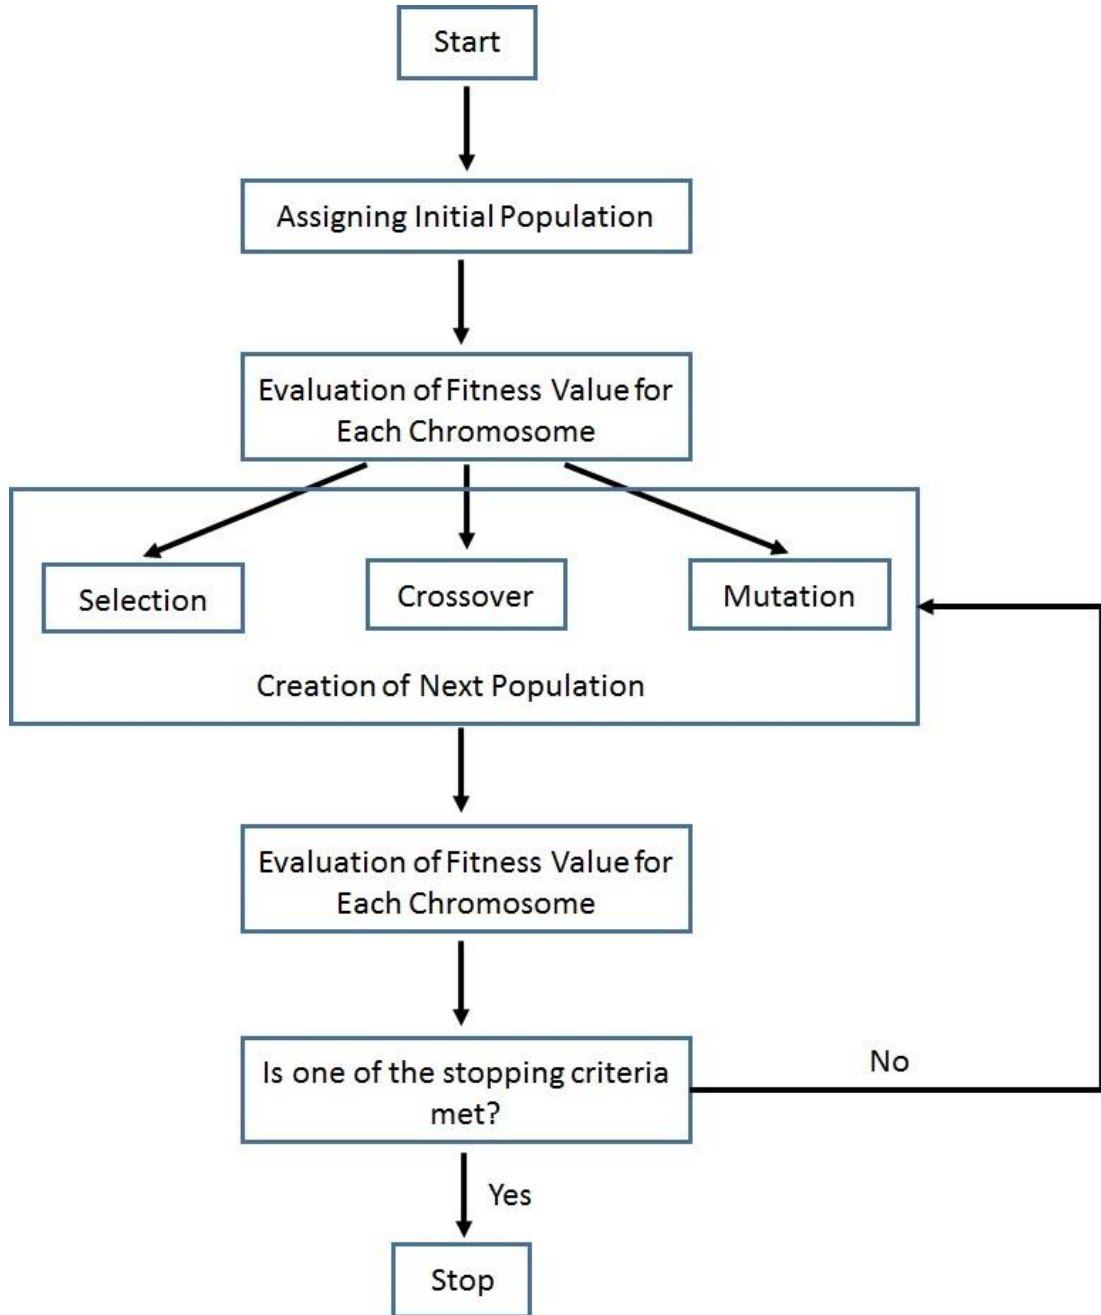 Start
Assigning Initial Population
Evaluation of Fitness Value for
Each Chromosome
Selection
Crossover
Mutation
Creation of Next Population
Evaluation of Fitness Value for
Each Chromosome
Is one of the stopping criteria
met?
No
Yes
Stop